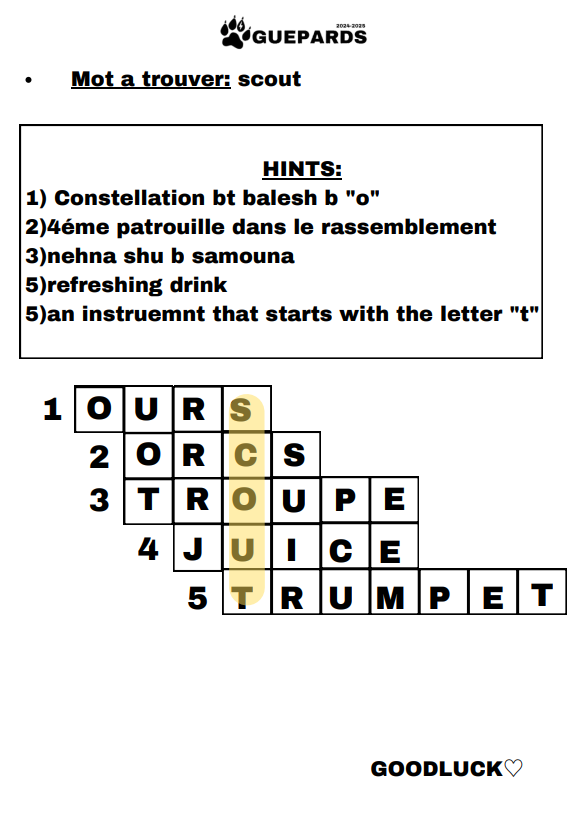 2024-2025
GUEPARDS
• Mot a trouver: scout
HINTS:
1) Constellation bt balesh b "o"
2)4éme patrouille dans le rassemblement
3)nehna shu b samouna
5)refreshing drink
5)an instruemnt that starts with the letter "t"
1 O U R S
2 O R C S
3 T R O U P E
4 J U I C E
5 T R U M P E T
GOODLUCK♡